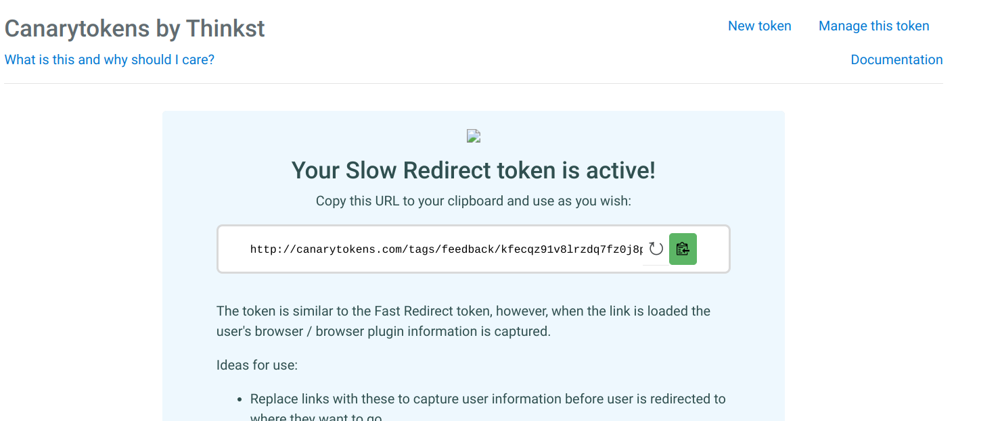 Canarytokens by Thinkst
New token
Manage this token
What is this and why should I care?
Documentation
Your Slow Redirect token is active!
Copy this URL to your clipboard and use as you wish:
http://canarytokens.com/tags/feedback/kfecqz91v8lrzdq7fz0j8p
The token is similar to the Fast Redirect token, however, when the link is loaded the
user's browser / browser plugin information is captured.
Ideas for use:
• Replace links with these to capture user information before user is redirected to
where they want to go